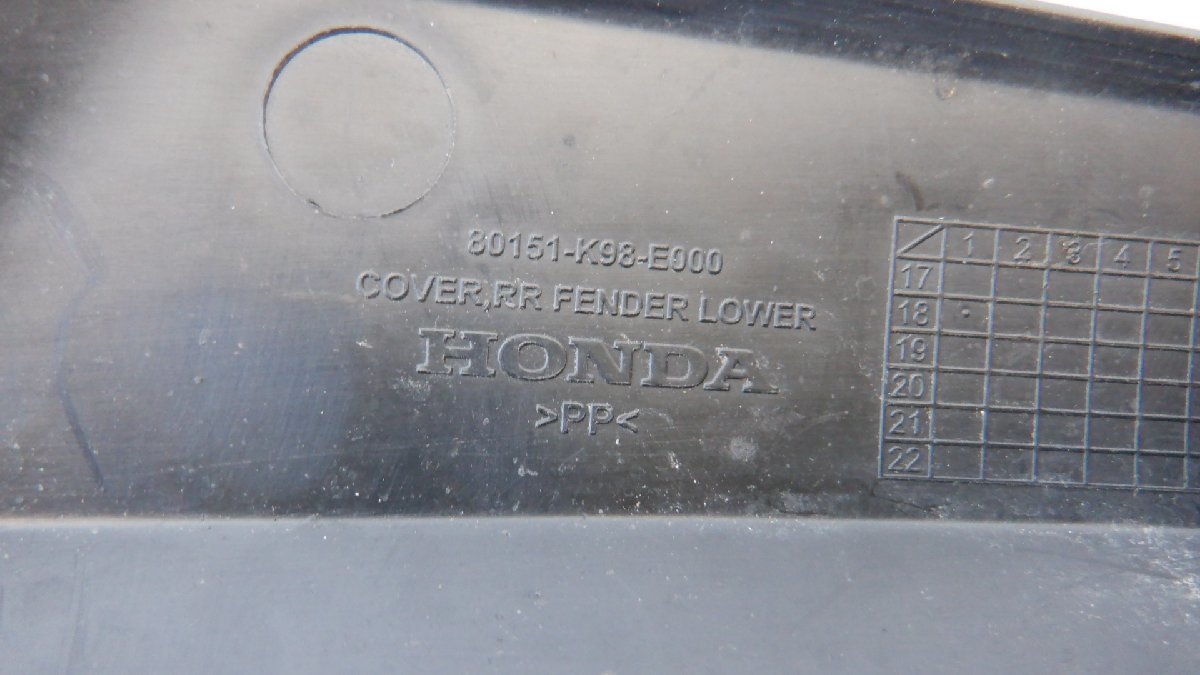 80151-K98-E000
COVER,RR FENDER LOWER
HONDA
>PP<
1 2 3 4 5
17
18
19
20
21
22